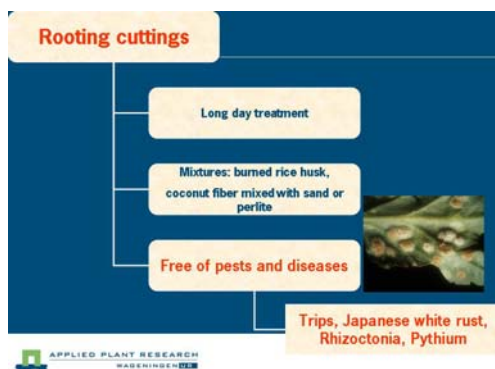 Rooting cuttings
Long day treatment
Mixtures: burned rice husk,
coconut fiber mixed with sand or
perlite
Free of pests and diseases
Trips, Japanese white rust,
Rhizoctonia, Pythium
APPLIED PLANT RESEARCH
WAGENINGEN UR